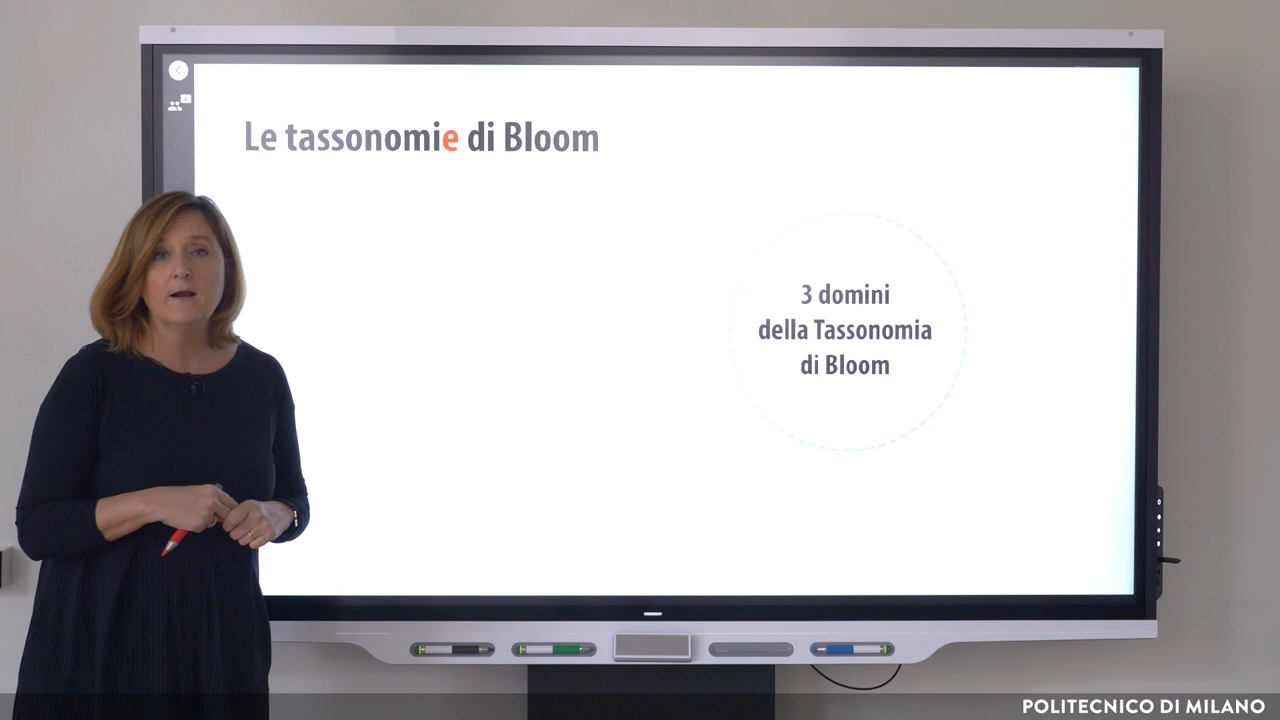 Le tassonomie di Bloom
3 domini
della Tassonomia
di Bloom
POLITECNICO DI MILANO